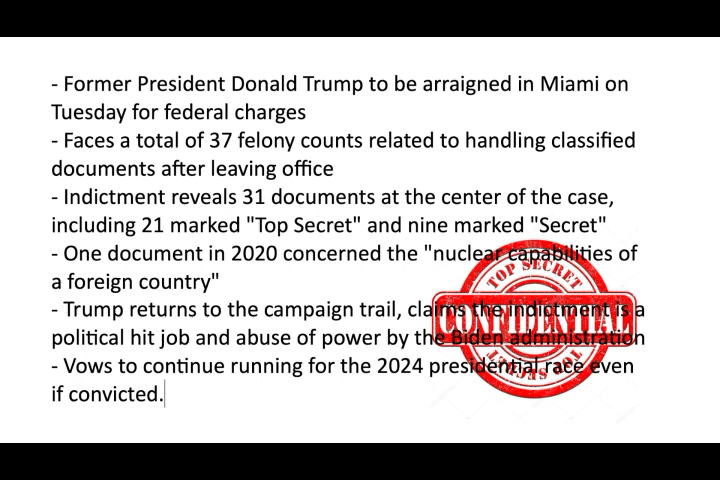 - Former President Donald Trump to be arraigned in Miami on
Tuesday for federal charges
- Faces a total of 37 felony counts related to handling classified
documents after leaving office
- Indictment reveals 31 documents at the center of the case,
including 21 marked "Top Secret" and nine marked "Secret"
- One document in 2020 concerned the "nuclear capabilities of
a foreign country"
- Trump returns to the campaign trail, claims the indictment is a
political hit job and abuse of power by the Biden administration
- Vows to continue running for the 2024 presidential race even
if convicted.
TOP SECRET
CONFIDENTIAL
TOP SECRET